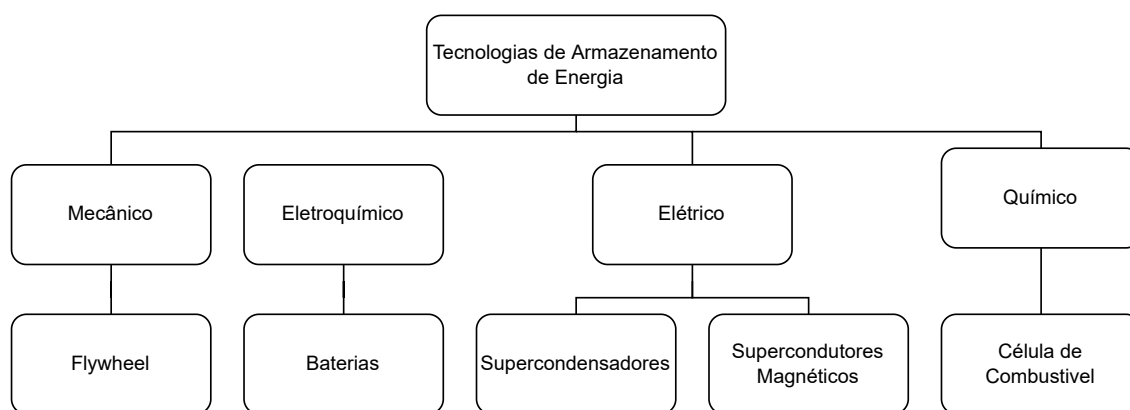 Tecnologias de Armazenamento
de Energia
Mecânico
Eletroquímico
Elétrico
Químico
Flywheel
Baterias
Supercondensadores
Supercondutores
Magnéticos
Célula de
Combustivel